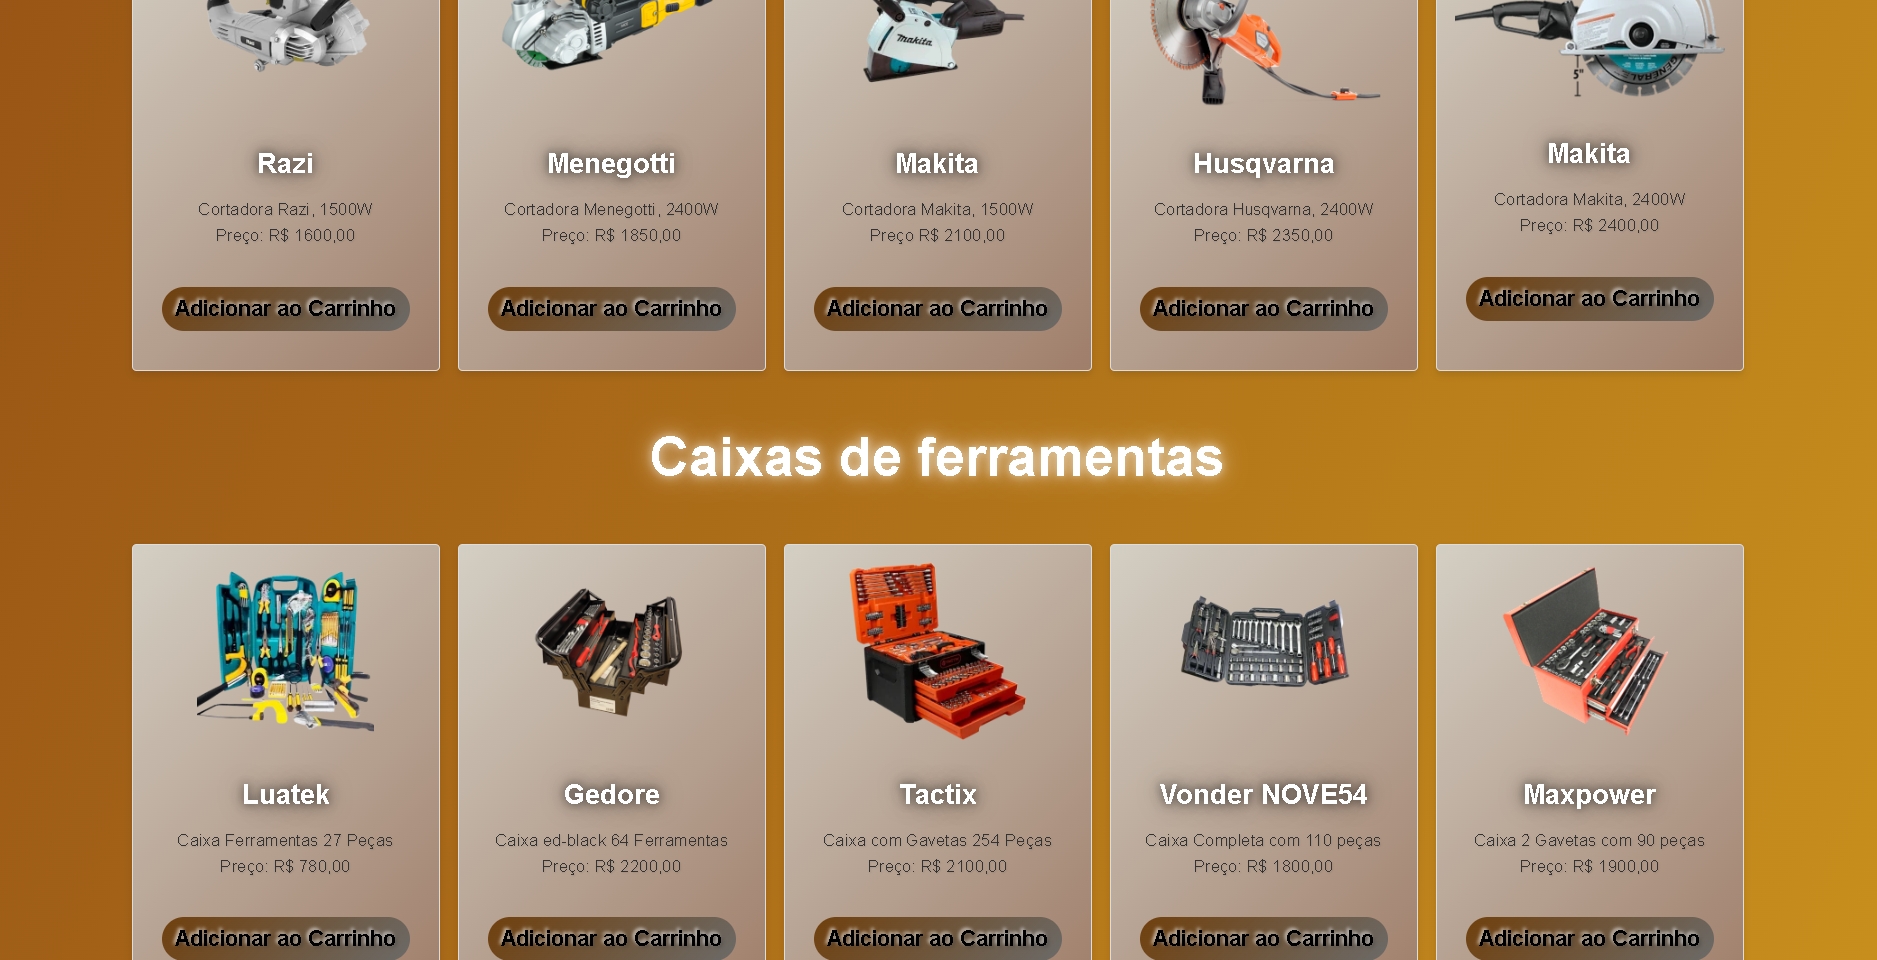 Makita
5"
GENERAL
Razi
Cortadora Razi, 1500W
Preço: R$ 1600,00
Adicionar ao Carrinho
Menegotti
Cortadora Menegotti, 2400W
Preço: R$ 1850,00
Adicionar ao Carrinho
Makita
Cortadora Makita, 1500W
Preço R$ 2100,00
Adicionar ao Carrinho
Husqvarna
Cortadora Husqvarna, 2400W
Preço: R$ 2350,00
Adicionar ao Carrinho
Makita
Cortadora Makita, 2400W
Preço: R$ 2400,00
Adicionar ao Carrinho
Caixas de ferramentas
Luatek
Caixa Ferramentas 27 Peças
Preço: R$ 780,00
Adicionar ao Carrinho
Gedore
Caixa ed-black 64 Ferramentas
Preço: R$ 2200,00
Adicionar ao Carrinho
Tactix
Caixa com Gavetas 254 Peças
Preço: R$ 2100,00
Adicionar ao Carrinho
Vonder NOVE54
Caixa Completa com 110 peças
Preço: R$ 1800,00
Adicionar ao Carrinho
Maxpower
Caixa 2 Gavetas com 90 peças
Preço: R$ 1900,00
Adicionar ao Carrinho